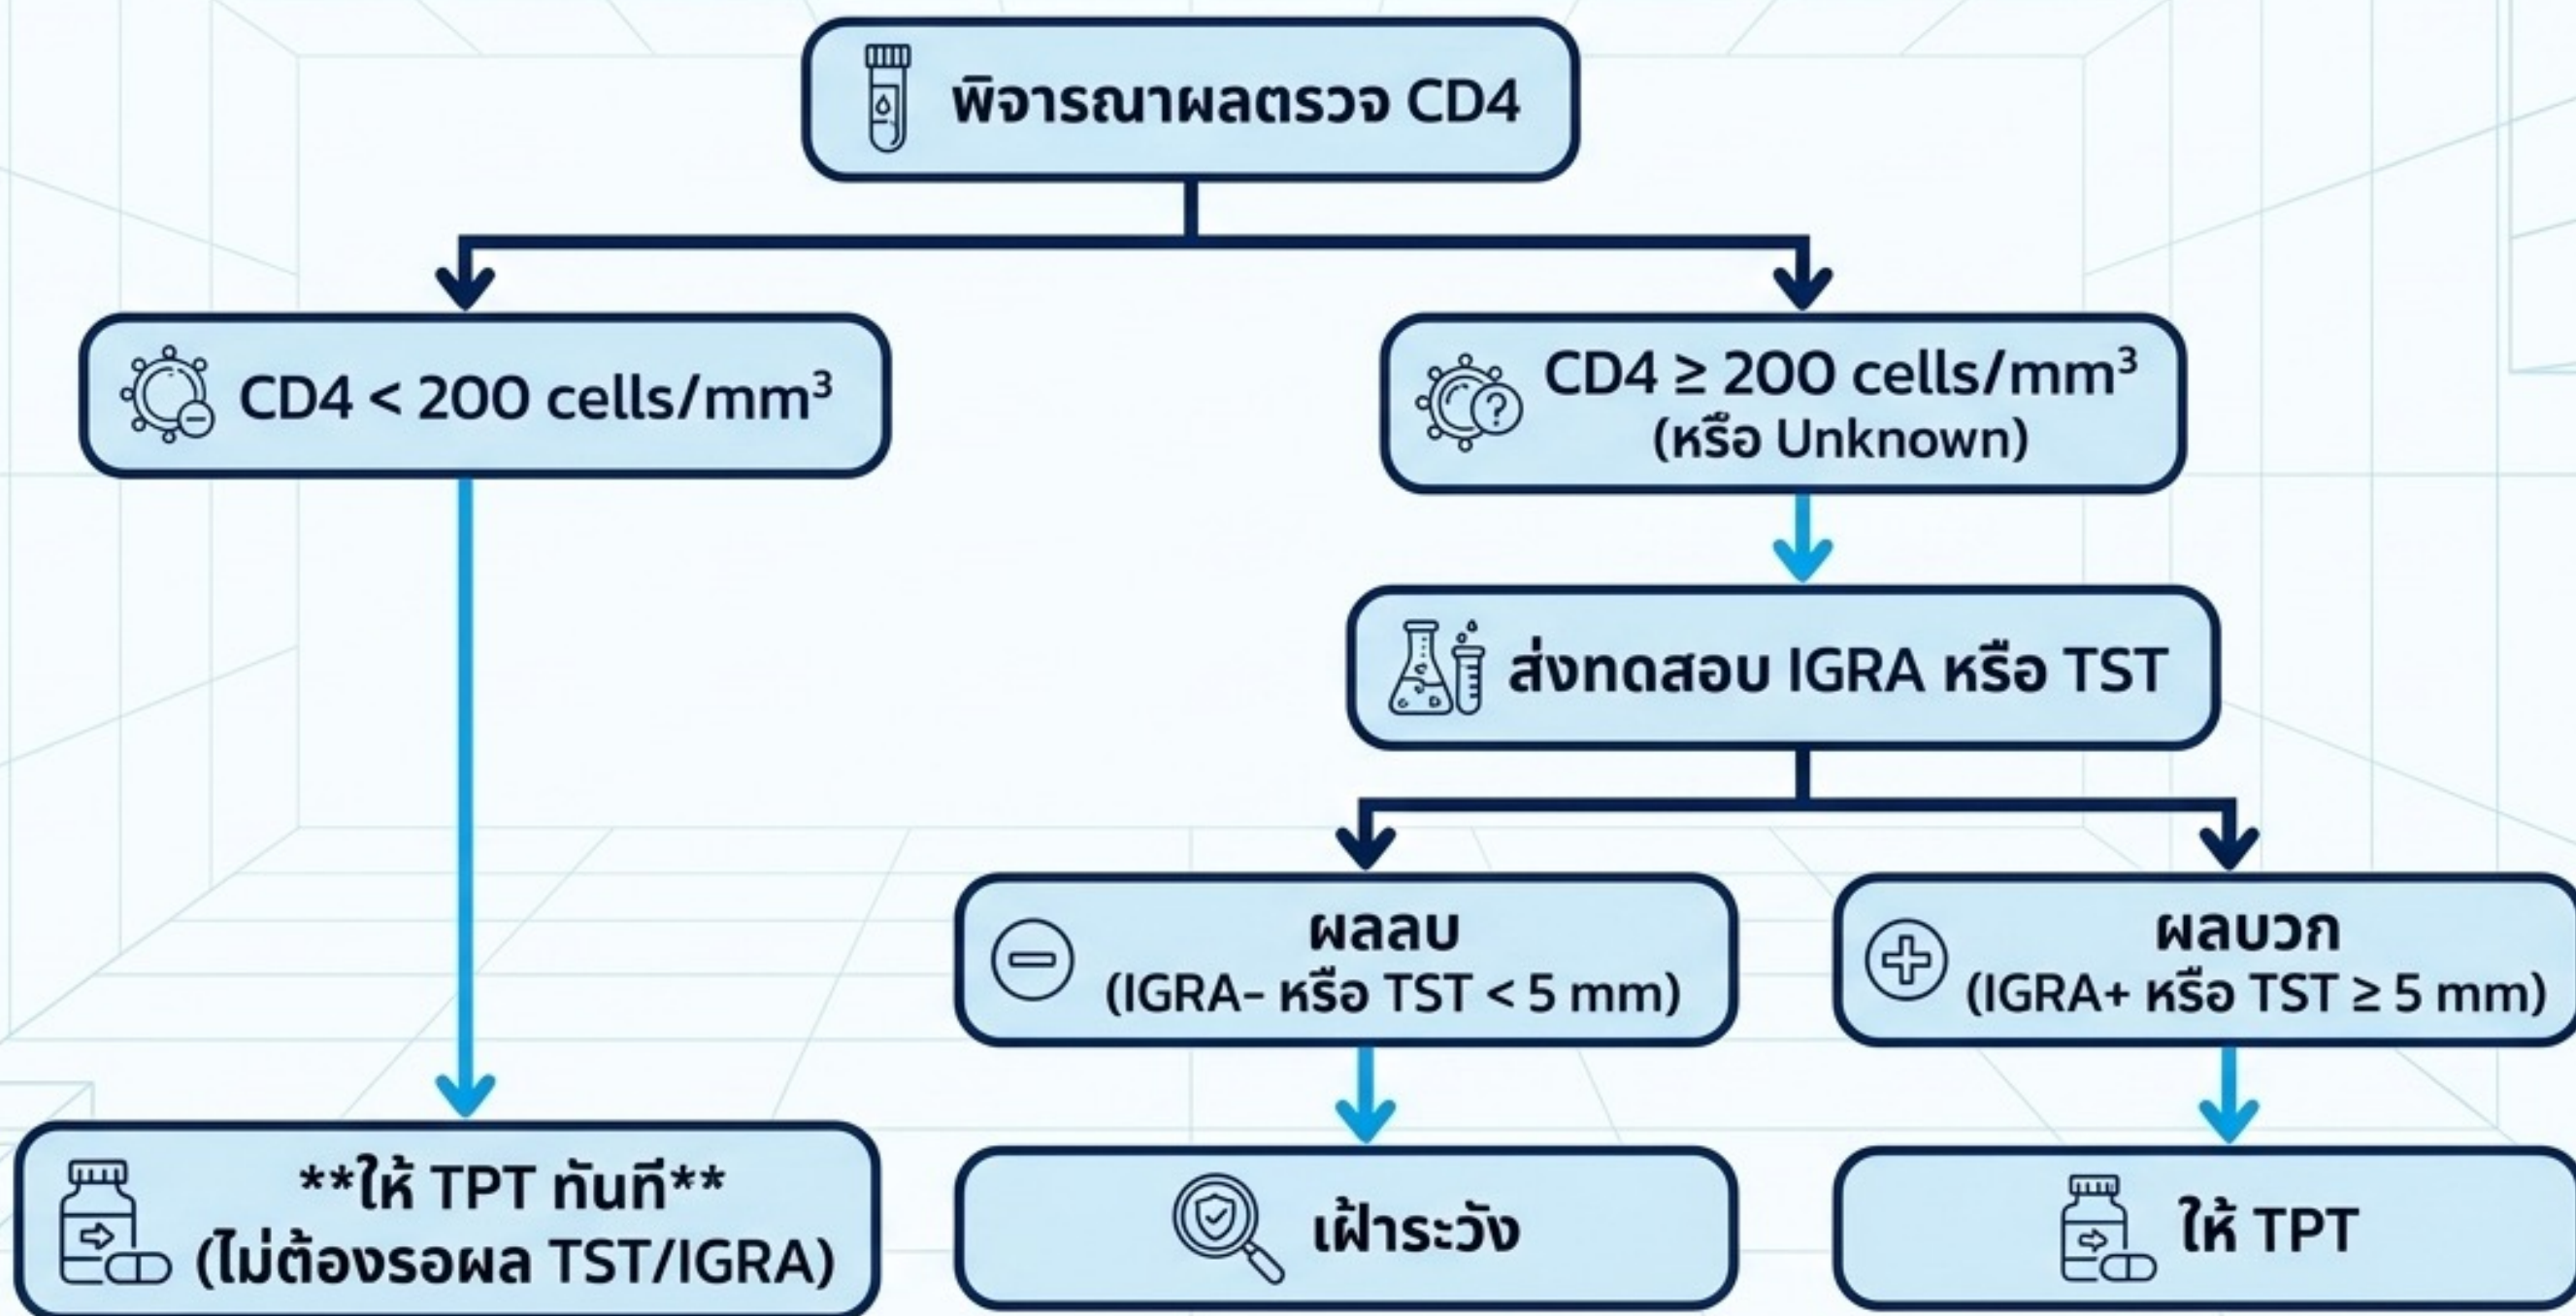 พิจารณาผลตรวจ CD4
CD4 < 200 cells/mm³
CD4 ≥ 200 cells/mm³
(หรือ Unknown)
ส่งทดสอบ IGRA หรือ TST
ผลลบ
(IGRA- หรือ TST < 5 mm)
ผลบวก
(IGRA+ หรือ TST ≥ 5 mm)
**ให้ TPT ทันที**
(ไม่ต้องรอผล TST/IGRA)
เฝ้าระวัง
ให้ TPT